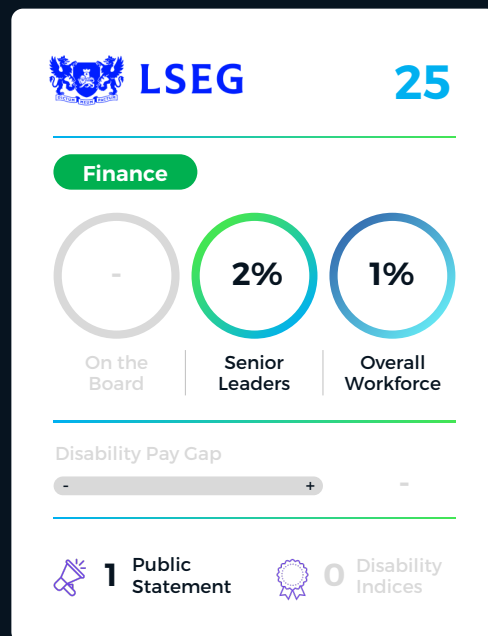 LSEG
25
Finance
-
2%
1%
On the
Board
Senior
Leaders
Overall
Workforce
Disability Pay Gap
- +
-
1
Public
Statement
0
Disability
Indices